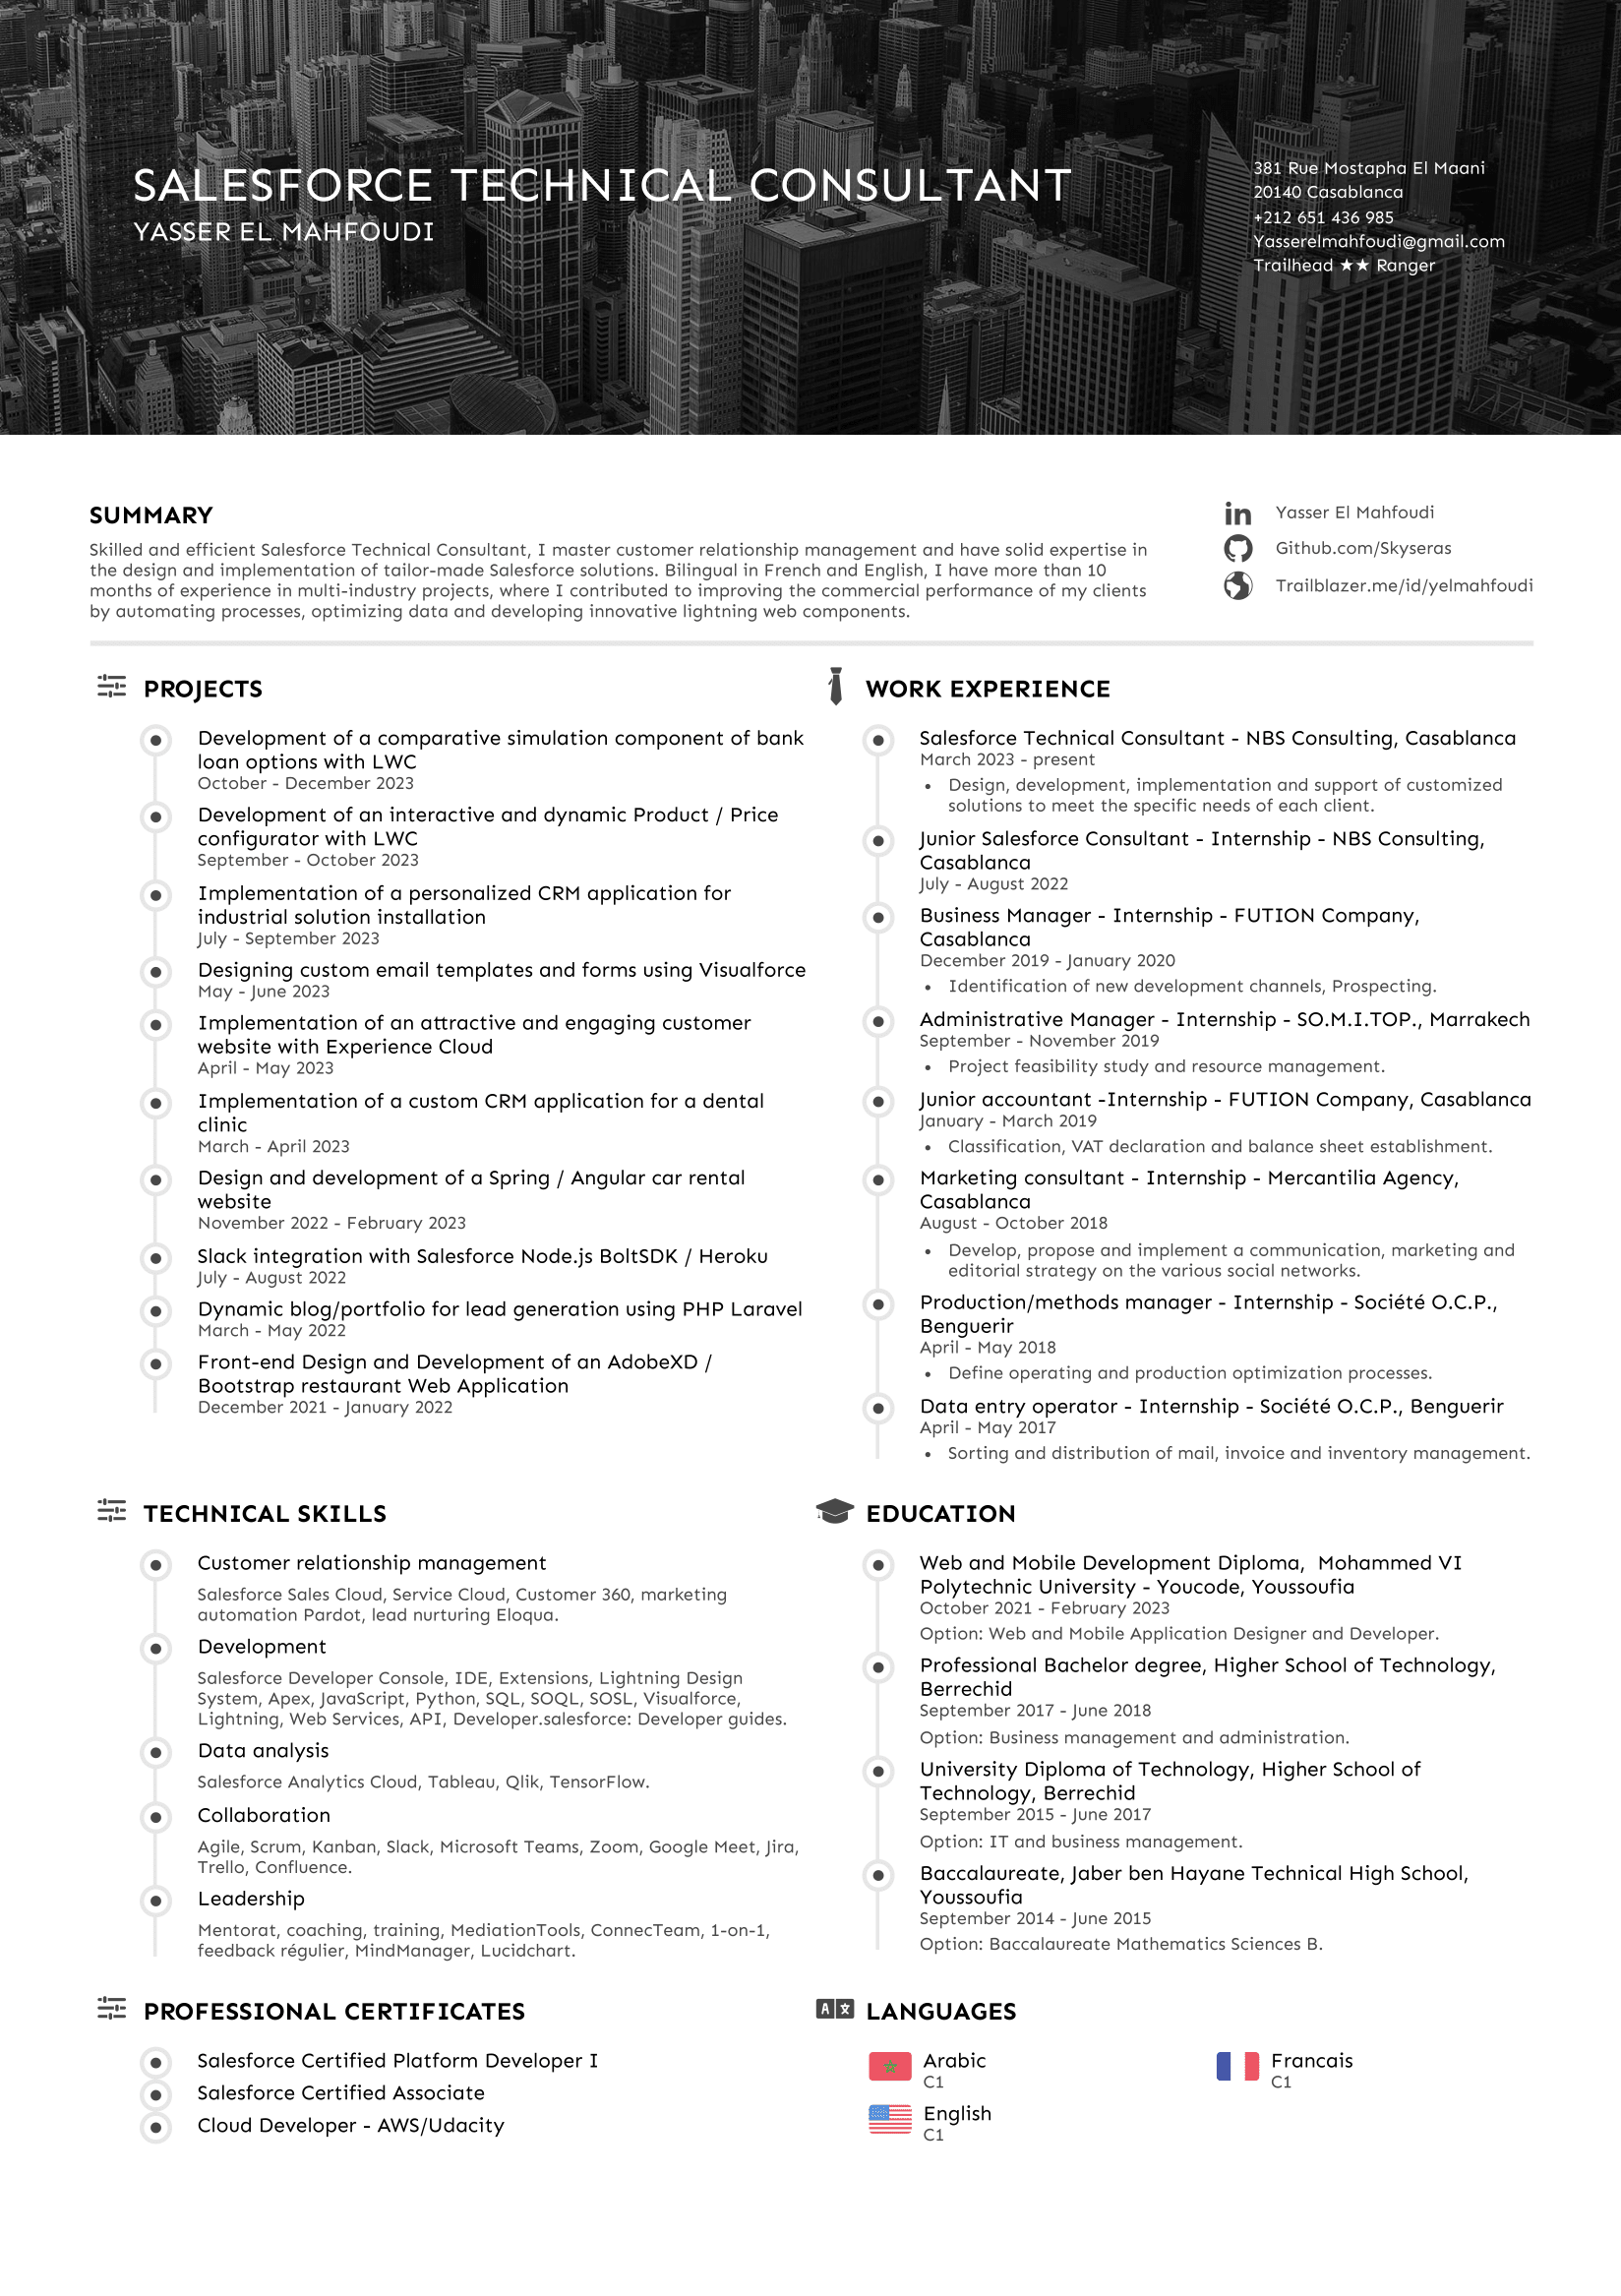 SALESFORCE TECHNICAL CONSULTANT
YASSER EL MAHFOUDI
381 Rue Mostapha El Maani
20140 Casablanca
+212 651 436 985
Yasserelmahfoudi@gmail.com
Trailhead ★★ Ranger
SUMMARY
Skilled and efficient Salesforce Technical Consultant, I master customer relationship management and have solid expertise in
the design and implementation of tailor-made Salesforce solutions. Bilingual in French and English, I have more than 10
months of experience in multi-industry projects, where I contributed to improving the commercial performance of my clients
by automating processes, optimizing data and developing innovative lightning web components.
Yasser El Mahfoudi
Github.com/Skyseras
Trailblazer.me/id/yelmahfoudi
PROJECTS
Development of a comparative simulation component of bank
loan options with LWC
October - December 2023
Development of an interactive and dynamic Product / Price
configurator with LWC
September - October 2023
Implementation of a personalized CRM application for
industrial solution installation
July - September 2023
Designing custom email templates and forms using Visualforce
May - June 2023
Implementation of an attractive and engaging customer
website with Experience Cloud
April - May 2023
Implementation of a custom CRM application for a dental
clinic
March - April 2023
Design and development of a Spring / Angular car rental
website
November 2022 - February 2023
Slack integration with Salesforce Node.js BoltSDK / Heroku
July - August 2022
Dynamic blog/portfolio for lead generation using PHP Laravel
March - May 2022
Front-end Design and Development of an AdobeXD /
Bootstrap restaurant Web Application
December 2021 - January 2022
WORK EXPERIENCE
Salesforce Technical Consultant - NBS Consulting, Casablanca
March 2023 - present
• Design, development, implementation and support of customized
solutions to meet the specific needs of each client.
Junior Salesforce Consultant - Internship - NBS Consulting,
Casablanca
July - August 2022
Business Manager - Internship - FUTION Company,
Casablanca
December 2019 - January 2020
• Identification of new development channels, Prospecting.
Administrative Manager - Internship - SO.M.I.TOP., Marrakech
September - November 2019
• Project feasibility study and resource management.
Junior accountant -Internship - FUTION Company, Casablanca
January - March 2019
• Classification, VAT declaration and balance sheet establishment.
Marketing consultant - Internship - Mercantilia Agency,
Casablanca
August - October 2018
• Develop, propose and implement a communication, marketing and
editorial strategy on the various social networks.
Production/methods manager - Internship - Société O.C.P.,
Benguerir
April - May 2018
• Define operating and production optimization processes.
Data entry operator - Internship - Société O.C.P., Benguerir
April - May 2017
• Sorting and distribution of mail, invoice and inventory management.
TECHNICAL SKILLS
Customer relationship management
Salesforce Sales Cloud, Service Cloud, Customer 360, marketing
automation Pardot, lead nurturing Eloqua.
Development
Salesforce Developer Console, IDE, Extensions, Lightning Design
System, Apex, JavaScript, Python, SQL, SOQL, SOSL, Visualforce,
Lightning, Web Services, API, Developer.salesforce: Developer guides.
Data analysis
Salesforce Analytics Cloud, Tableau, Qlik, TensorFlow.
Collaboration
Agile, Scrum, Kanban, Slack, Microsoft Teams, Zoom, Google Meet, Jira,
Trello, Confluence.
Leadership
Mentorat, coaching, training, MediationTools, ConnecTeam, 1-on-1,
feedback régulier, MindManager, Lucidchart.
EDUCATION
Web and Mobile Development Diploma,  Mohammed VI
Polytechnic University - Youcode, Youssoufia
October 2021 - February 2023
Option: Web and Mobile Application Designer and Developer.
Professional Bachelor degree, Higher School of Technology,
Berrechid
September 2017 - June 2018
Option: Business management and administration.
University Diploma of Technology, Higher School of
Technology, Berrechid
September 2015 - June 2017
Option: IT and business management.
Baccalaureate, Jaber ben Hayane Technical High School,
Youssoufia
September 2014 - June 2015
Option: Baccalaureate Mathematics Sciences B.
PROFESSIONAL CERTIFICATES
Salesforce Certified Platform Developer I
Salesforce Certified Associate
Cloud Developer - AWS/Udacity
LANGUAGES
Arabic
C1
Francais
C1
English
C1